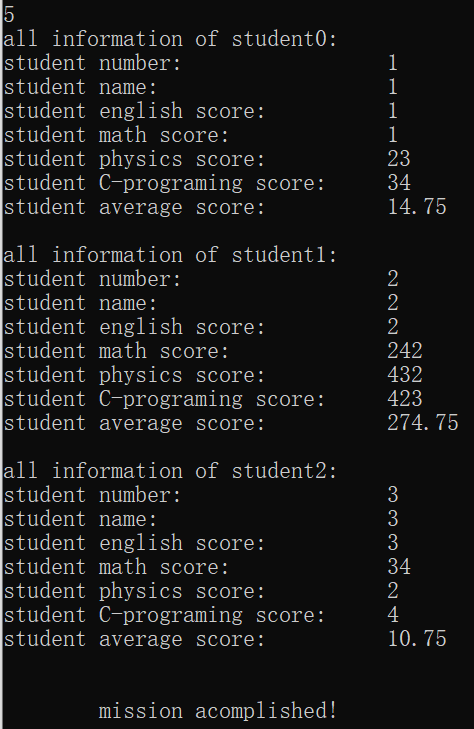 5
all information of student0:
student number: 1
student name: 1
student english score: 1
student math score: 1
student physics score: 23
student C-programing score: 34
student average score: 14.75
all information of student1:
student number: 2
student name: 2
student english score: 2
student math score: 242
student physics score: 432
student C-programing score: 423
student average score: 274.75
all information of student2:
student number: 3
student name: 3
student english score: 3
student math score: 34
student physics score: 2
student C-programing score: 4
student average score: 10.75
mission acomplished!